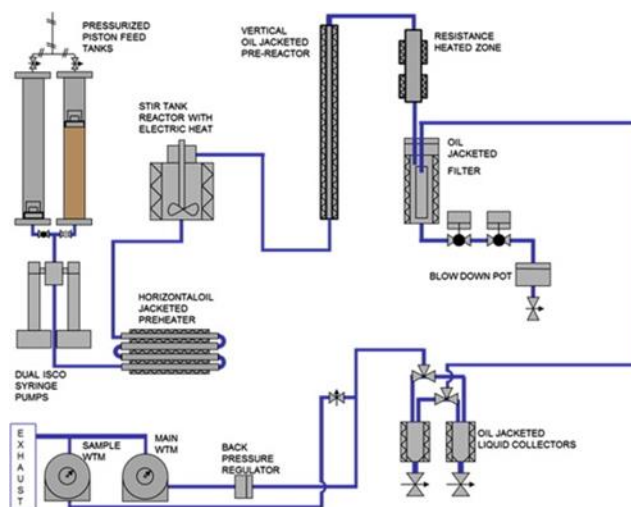 PRESSURIZED
PISTON FEED
TANKS
VERTICAL
OIL JACKETED
PRE-REACTOR
RESISTANCE
HEATED ZONE
STIR TANK
REACTOR WITH
ELECTRIC HEAT
OIL
JACKETED
FILTER
BLOW DOWN POT
HORIZONTALOIL
JACKETED
PREHEATER
DUAL ISCO
SYRINGE
PUMPS
EXHAUST
SAMPLE
WTM
MAIN
WTM
BACK
PRESSURE
REGULATOR
OIL JACKETED
LIQUID COLLECTORS